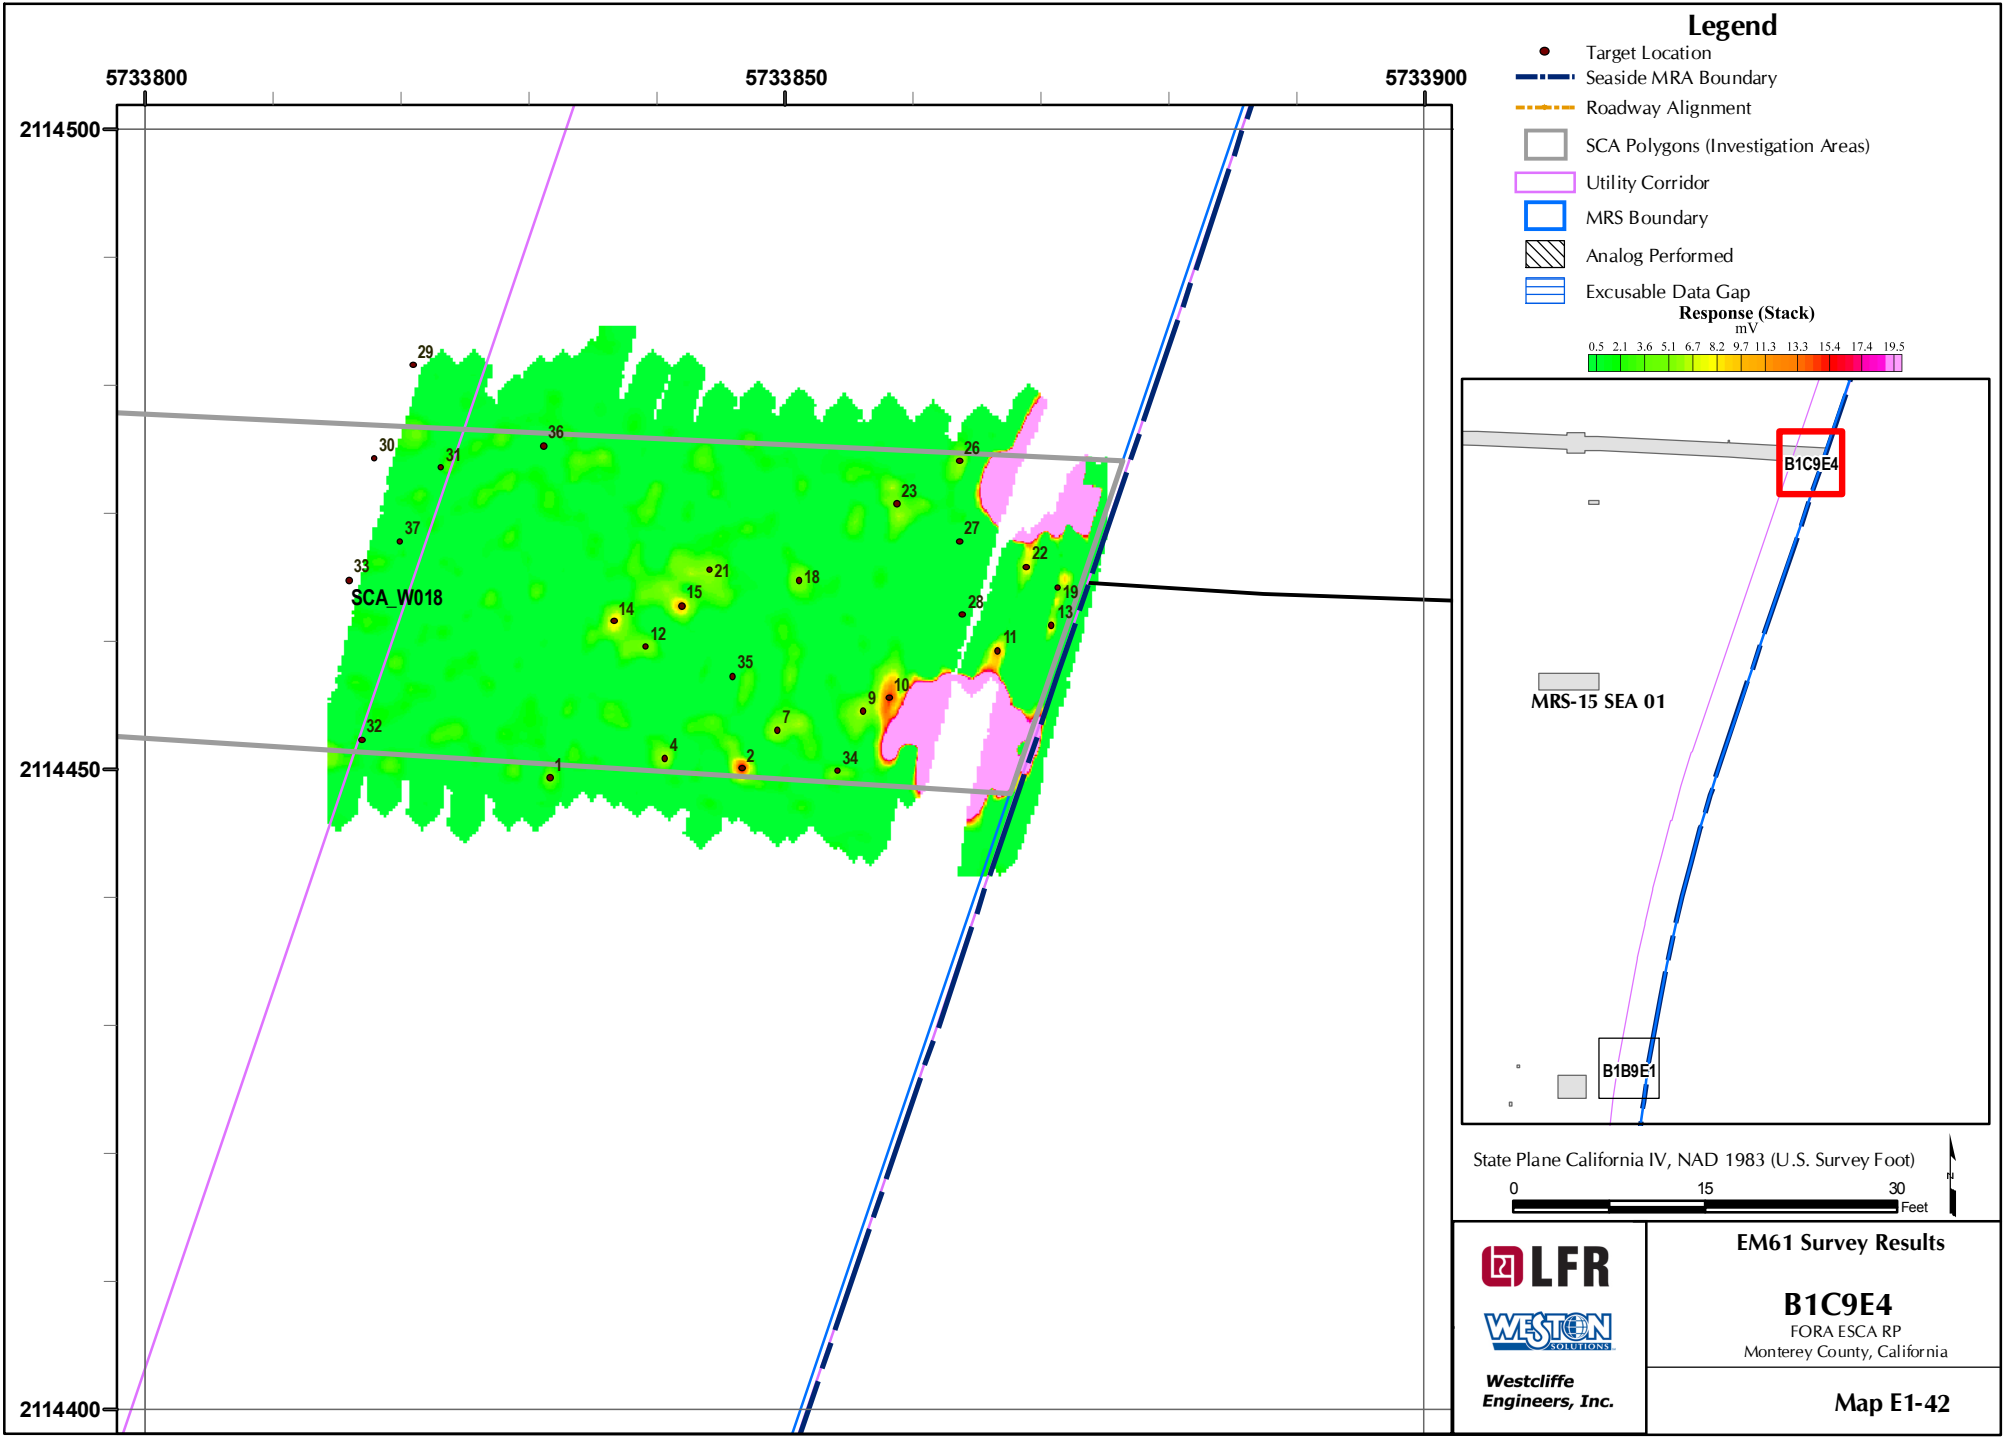 Legend
Target Location
Seaside MRA Boundary
Roadway Alignment
SCA Polygons (Investigation Areas)
Utility Corridor
MRS Boundary
Analog Performed
Excusable Data Gap
Response (Stack)
mV
0.5 2.1 3.6 5.1 6.7 8.2 9.7 11.3 13.3 15.4 17.4 19.5
5733800 5733850 5733900
2114500
29
30
31
36
26
23
37
27
33
SCA_W018
21
15
18
22
19
14
12
28
13
11
35
10
9
7
32
4
2
34
1
2114450
2114400
B1C9E4
MRS-15 SEA 01
B1B9E1
State Plane California IV, NAD 1983 (U.S. Survey Foot)
0 15 30
Feet
N
LFR
WESTON
SOLUTIONS
Westcliffe
Engineers, Inc.
EM61 Survey Results
B1C9E4
FORA ESCA RP
Monterey County, California
Map E1-42